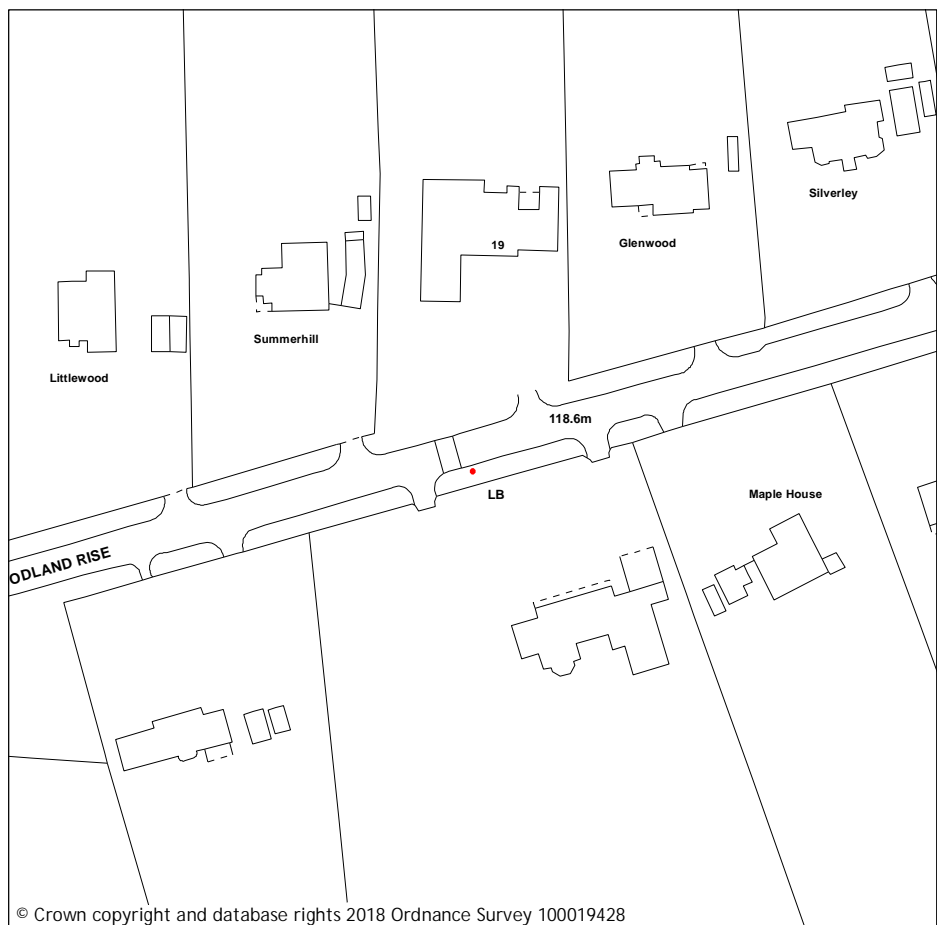 Silverley
Glenwood
19
Summerhill
Littlewood
118.6m
LB
Maple House
ODLAND RISE
© Crown copyright and database rights 2018 Ordnance Survey 100019428